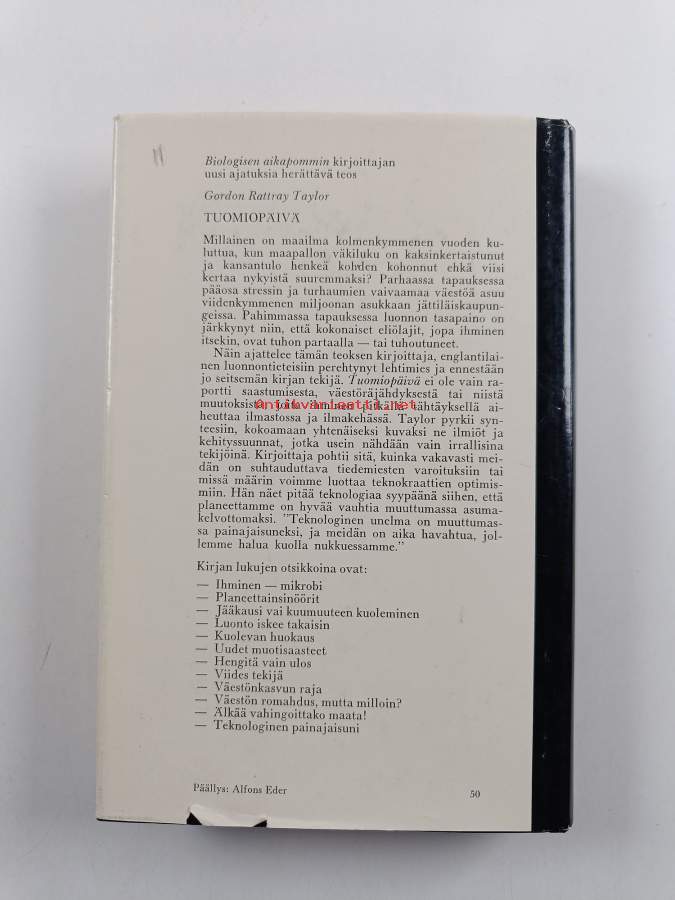 Biologisen aikapommin kirjoittajan
uusi ajatuksia herättävä teos
Gordon Rattray Taylor
TUOMIOPÄIVÄ
Millainen on maailma kolmenkymmenen vuoden ku-
luttua, kun maapallon väkiluku on kaksinkertaistunut
ja kansantulo henkeä kohden kohonnut ehkä viisi
kertaa nykyistä suuremmaksi? Parhaassa tapauksessa
pääosa stressin ja turhaumien vaivaamaa väestöä asuu
viidenkymmenen miljoonan asukkaan jättiläiskaupun-
geissa. Pahimmassa tapauksessa luonnon tasapaino on
järkkynyt niin, että kokonaiset eliölajit, jopa ihminen
itsekin, ovat tuhon partaalla — tai tuhoutuneet.
Näin ajattelee tämän teoksen kirjoittaja, englantilai-
nen luonnontieteisiin perehtynyt lehtimies ja ennestään
jo seitsemän kirjan tekijä. Tuomiopäivä ei ole vain ra-
portti saastumisesta, väestöräjähdyksestä tai niistä
muutoksista, joita ihminen pitkällä tähtäyksellä ai-
antikvariaatti.net
heuttaa ilmastossa ja ilmakehässä. Taylor pyrkii syn-
teesiin, kokoamaan yhtenäiseksi kuvaksi ne ilmiöt ja
kehityssuunnat, jotka usein nähdään vain irrallisina
tekijöinä. Kirjoittaja pohtii sitä, kuinka vakavasti mei-
dän on suhtauduttava tiedemiesten varoituksiin tai
missä määrin voimme luottaa teknokraattien optimis-
miin. Hän näet pitää teknologiaa syypäänä siihen, että
planeettamme on hyvää vauhtia muuttumassa asuma-
kelvottomaksi. ”Teknologinen unelma on muuttumas-
sa painajaisuneksi, ja meidän on aika havahtua, jol-
lemme halua kuolla nukkuessamme.”
Kirjan lukujen otsikkoina ovat:
— Ihminen — mikrobi
— Planeettainsinöörit
— Jääkausi vai kuumuuteen kuoleminen
— Luonto iskee takaisin
— Kuolevan huokaus
— Uudet muotisaasteet
— Hengitä vain ulos
— Viides tekijä
— Väestönkasvun raja
— Väestön romahdus, mutta milloin?
— Älkää vahingoittako maata!
— Teknologinen painajaisuni
Päällys: Alfons Eder
50